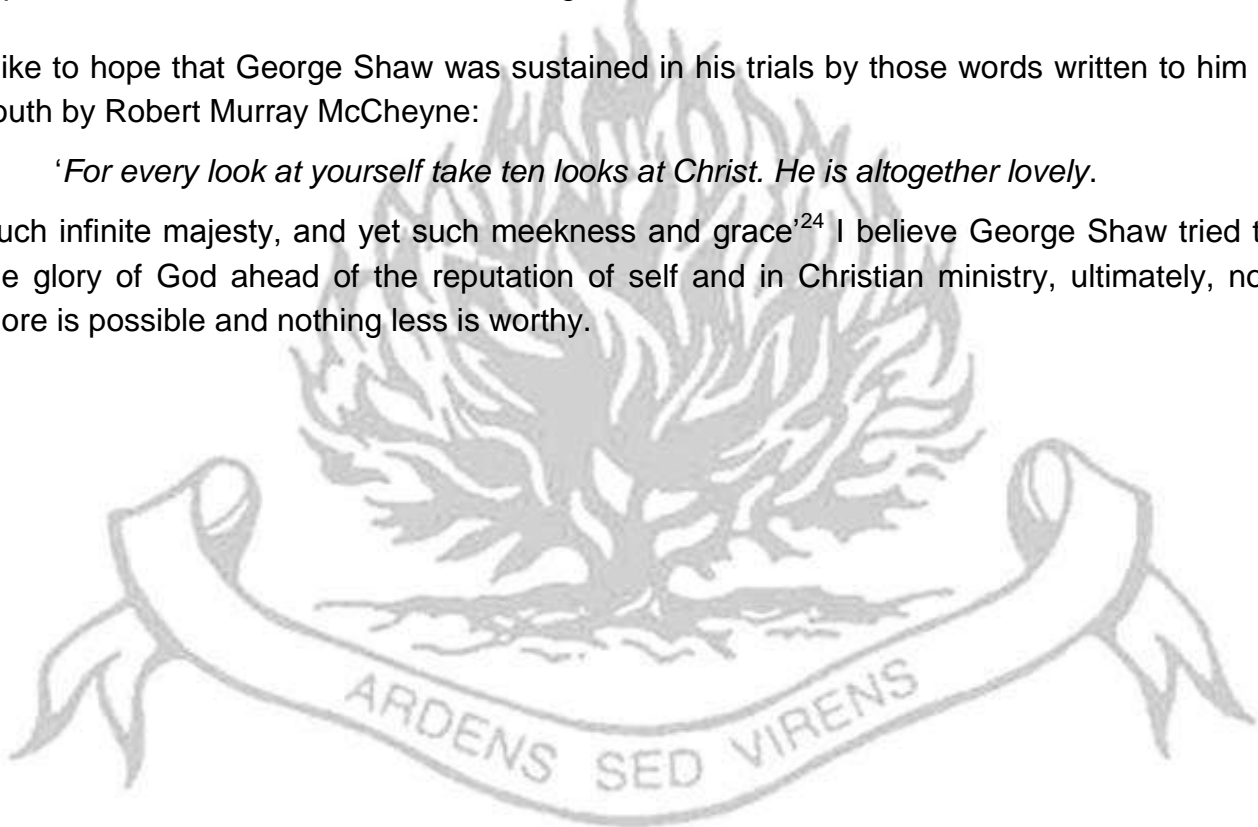 ike to hope that George Shaw was sustained in his trials by those words written to him
outh by Robert Murray McCheyne:
‘For every look at yourself take ten looks at Christ. He is altogether lovely.
uch infinite majesty, and yet such meekness and grace’24 I believe George Shaw tried t
e glory of God ahead of the reputation of self and in Christian ministry, ultimately, no
ore is possible and nothing less is worthy.
ARDENS SED VIRENS